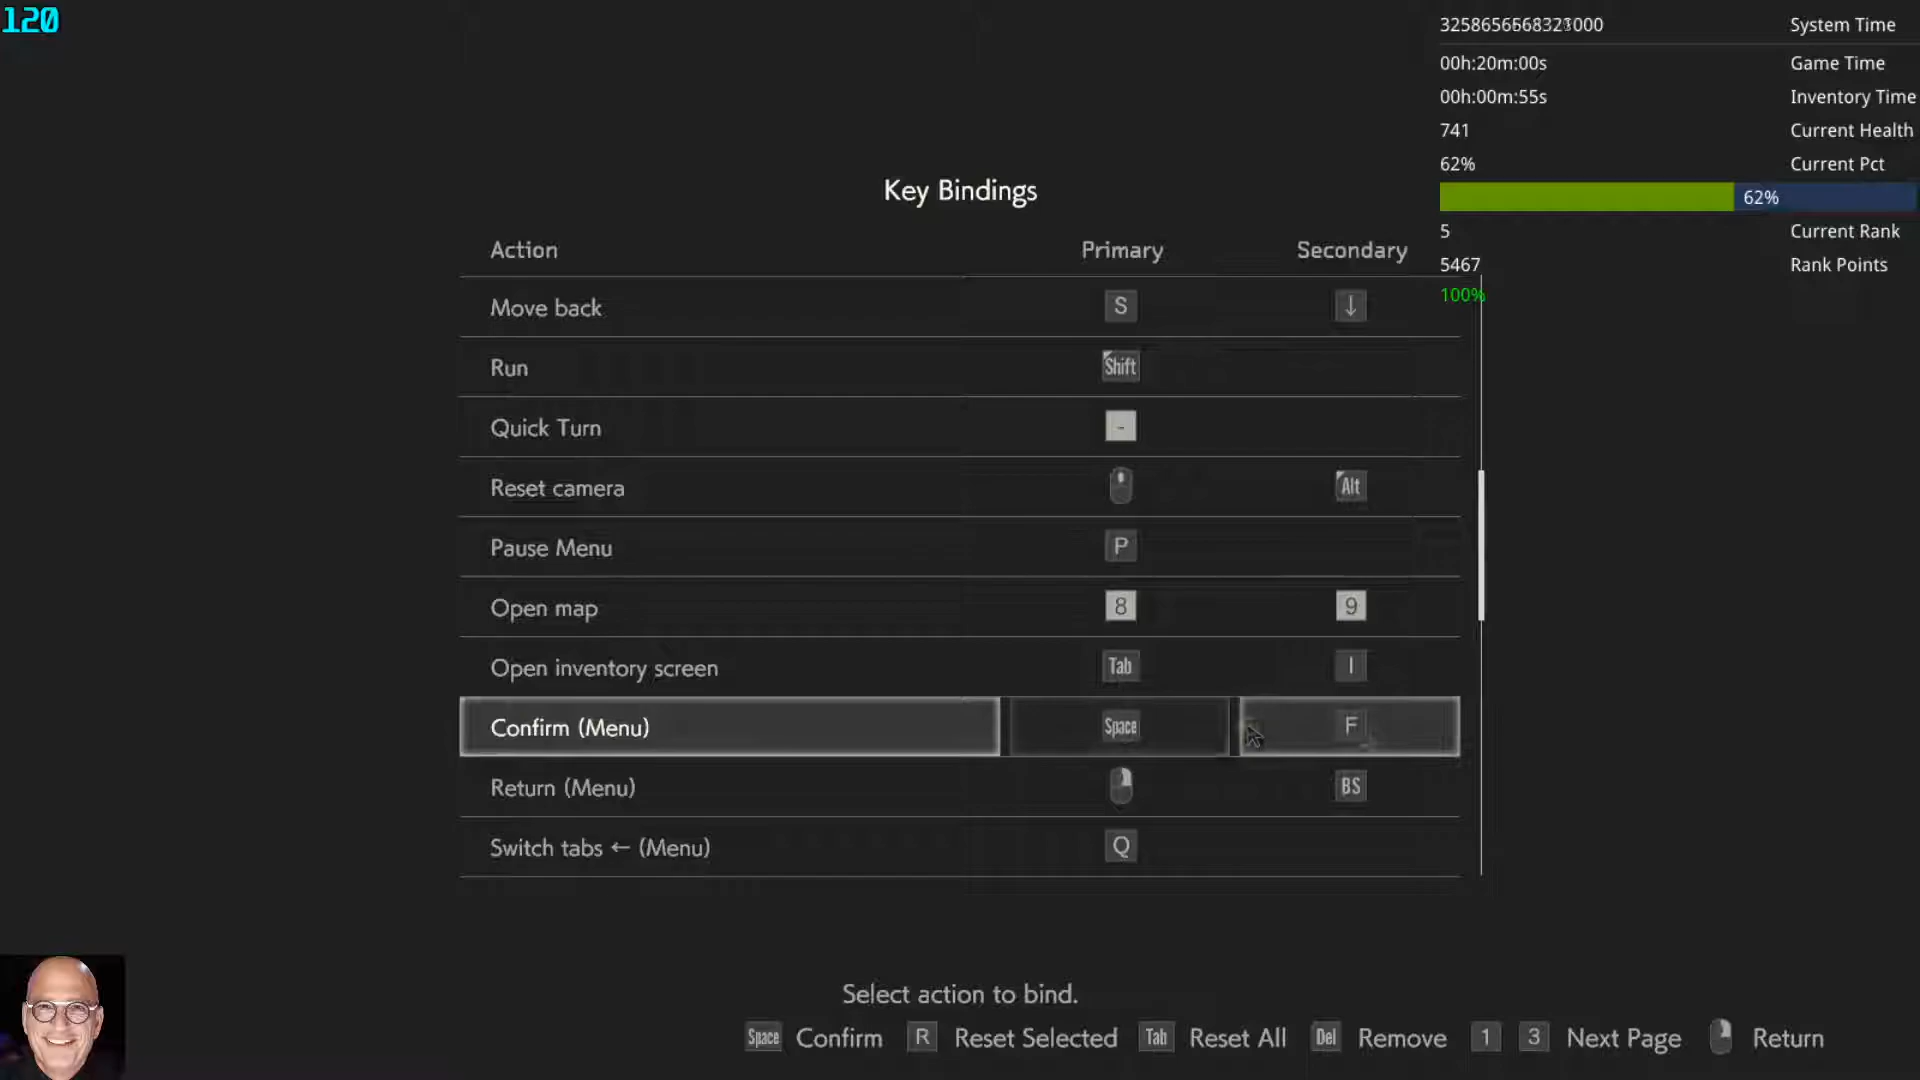 120
System Time
00h:20m:00s Game Time
00h:00m:55s Inventory Time
741 Current Health
62% Current Pct
62%
5 Current Rank
5467 Rank Points
100%
Key Bindings
Action Primary Secondary
Move back S ↓
Run Shift
Quick Turn -
Reset camera Alt
Pause Menu P
Open map 8 9
Open inventory screen Tab I
Confirm (Menu) Space F
Return (Menu) BS
Switch tabs ← (Menu) Q
Select action to bind.
Space Confirm R Reset Selected Tab Reset All Del Remove 1 3 Next Page Return